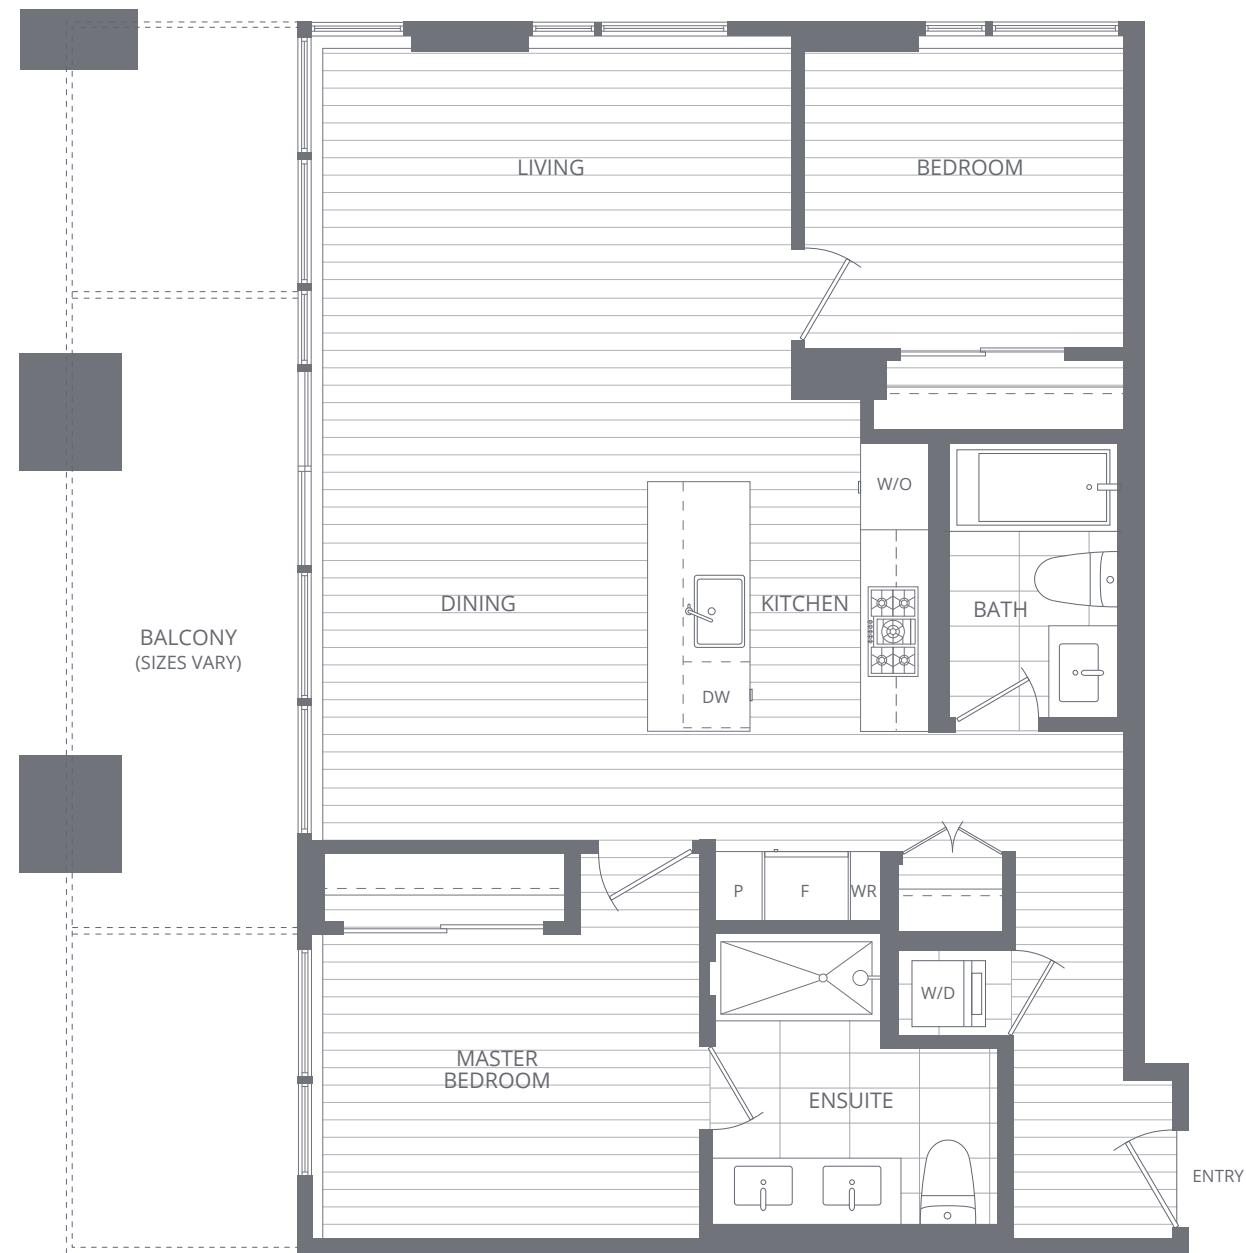 LIVING
BEDROOM
W/O
DINING
KITCHEN
BATH
BALCONY
(SIZES VARY)
DW
P
F
WR
W/D
MASTER
BEDROOM
ENSUITE
ENTRY